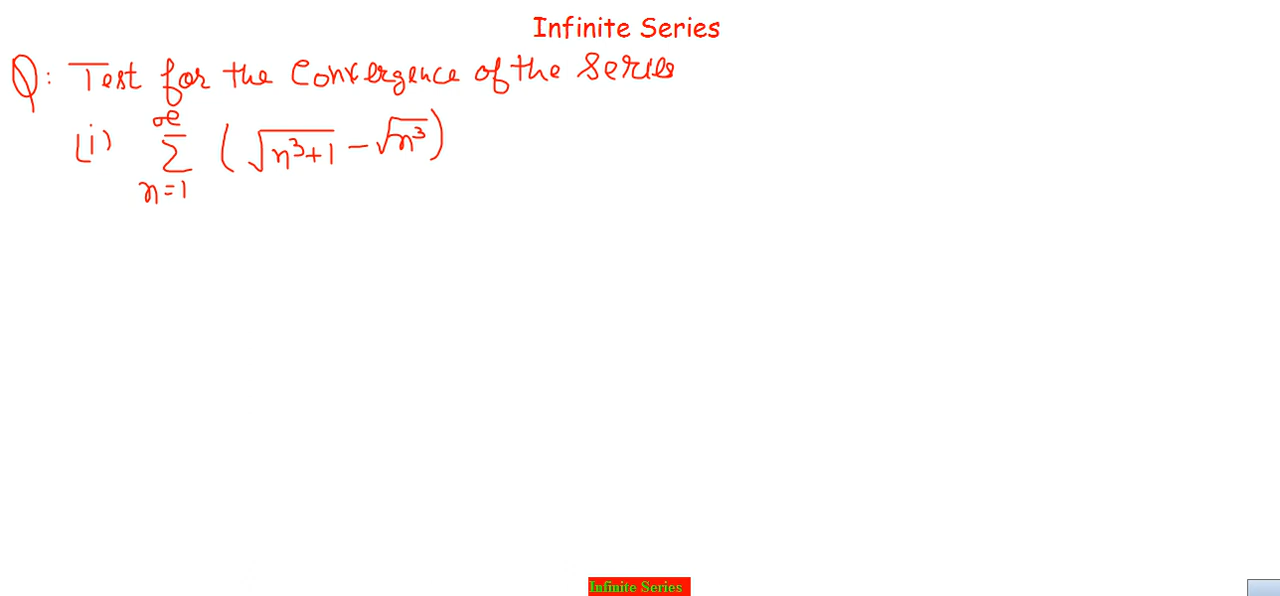 Infinite Series
Q: Test for the Convergence of the Series
(i) ∑_{n=1}^{∞} (√(n³+1) − √(n³))
Infinite Series